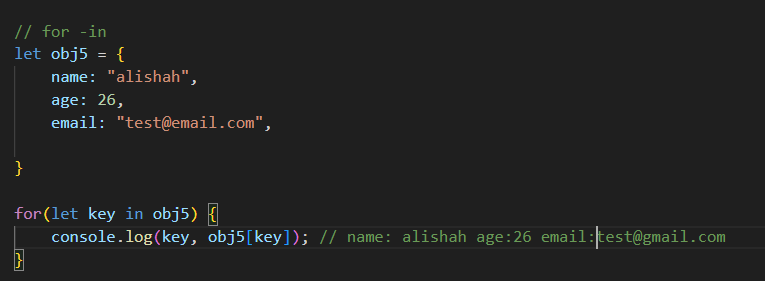 // for -in
let obj5 = {
    name: "alishah",
    age: 26,
    email: "test@email.com",
}
for(let key in obj5) {
    console.log(key, obj5[key]); // name: alishah age:26 email:test@gmail.com
}